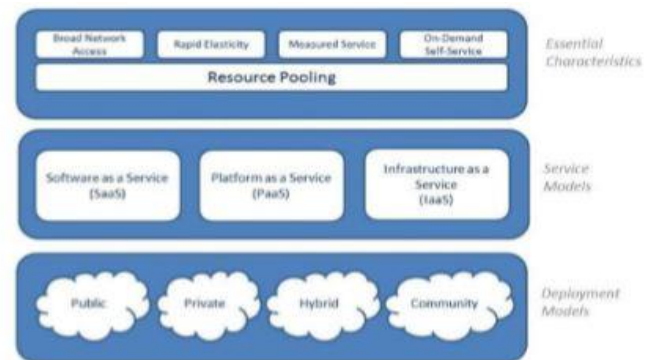 Broad Network
Access
Rapid Elasticity
Measured Service
On-Demand
Self-Service
Resource Pooling
Essential
Characteristics
Software as a Service
(SaaS)
Platform as a Service
(PaaS)
Infrastructure as a
Service
(IaaS)
Service
Models
Public
Private
Hybrid
Community
Deployment
Models